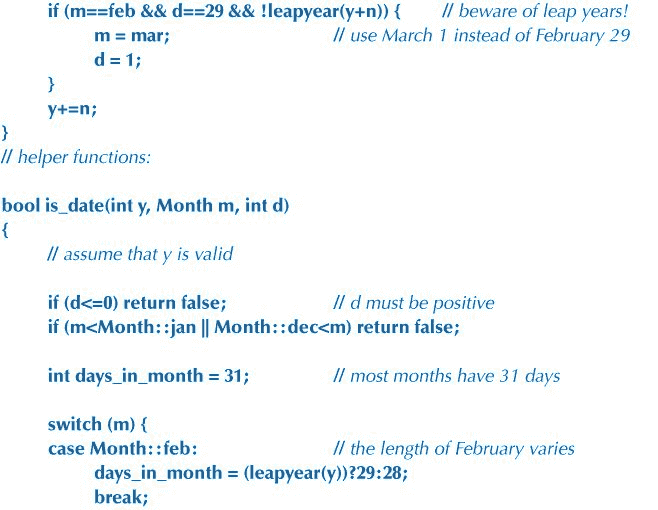 if (m==feb && d==29 && !leapyear(y+n)) { // beware of leap years!
m = mar; // use March 1 instead of February 29
d = 1;
}
y+=n;
}
// helper functions:
bool is_date(int y, Month m, int d)
{
// assume that y is valid
if (d<=0) return false; // d must be positive
if (m<Month::jan || Month::dec<m) return false;
int days_in_month = 31; // most months have 31 days
switch (m) {
case Month::feb: // the length of February varies
days_in_month = (leapyear(y))?29:28;
break;